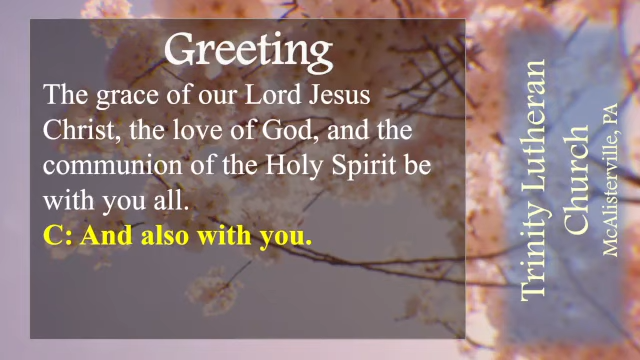 Greeting
The grace of our Lord Jesus
Christ, the love of God, and the
communion of the Holy Spirit be
with you all.
C: And also with you.
Trinity Lutheran
Church
McAlisterville, PA